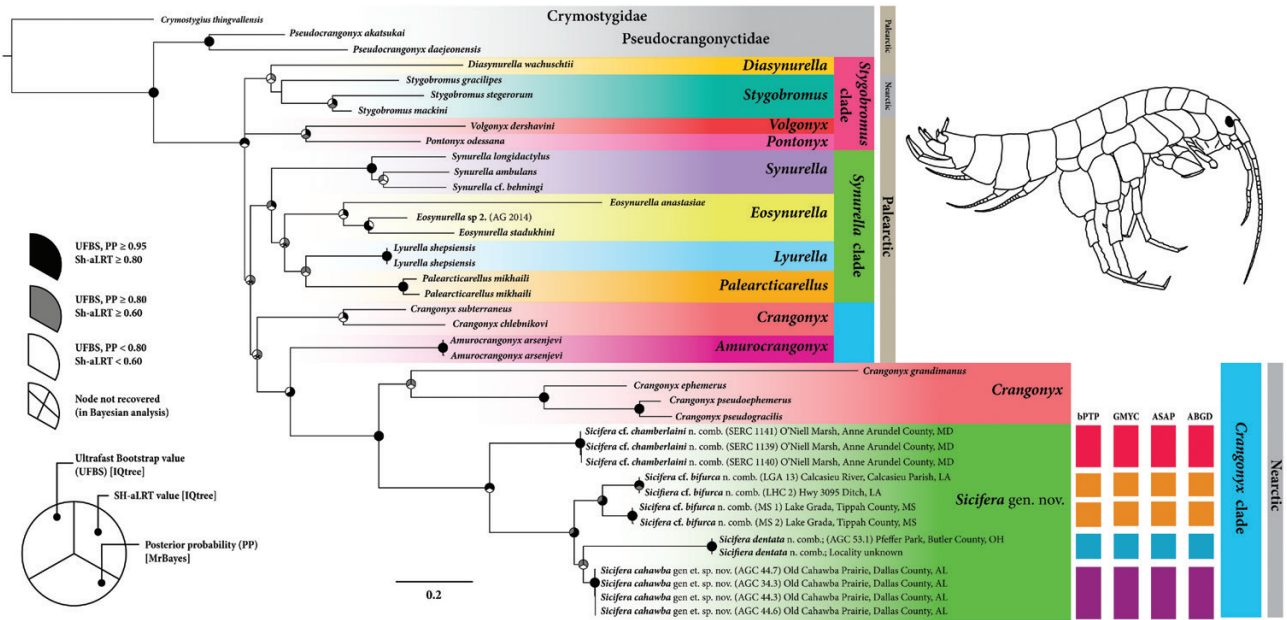 Crymostygius thingvallensis
Crymostygidae
Pseudocrangonyx akatsukai
Pseudocrangonyctidae
Pseudocrangonyx daejeonensis
Palearctic
Diasynurella wachuschtii
Diasynurella
Stygobromus gracilipes
Stygobromus stegerorum
Stygobromus
Stygobromus mackini
Stygobromus clade
Nearctic
Volgonyx dershavini
Volgonyx
Pontonyx odessana
Pontonyx
Synurella longidactylus
Synurella ambulans
Synurella
Synurella cf. behningi
Eosynurella anastasiae
Eosynurella sp 2. (AG 2014)
Eosynurella
Eosynurella stadukhini
Lyurella shepsiensis
Lyurella
Lyurella shepsiensis
Palearcticarellus mikhaili
Palearcticarellus
Palearcticarellus mikhaili
Synurella clade
Palearctic
Crangonyx subterraneus
Crangonyx
Crangonyx chlebnikovi
Amurocrangonyx arsenjevi
Amurocrangonyx
Amurocrangonyx arsenjevi
Crangonyx grandimanus
Crangonyx ephemerus
Crangonyx
Crangonyx pseudoephemerus
Crangonyx pseudogracilis
bPTP GMYC ASAP ABGD
Sicifera cf. chamberlaini n. comb. (SERC 1141) O'Niell Marsh, Anne Arundel County, MD
Sicifera cf. chamberlaini n. comb. (SERC 1139) O'Niell Marsh, Anne Arundel County, MD
Sicifera cf. chamberlaini n. comb. (SERC 1140) O'Niell Marsh, Anne Arundel County, MD
Sicifera cf. bifurca n. comb. (LGA 13) Calcasieu River, Calcasieu Parish, LA
Sicifiera cf. bifurca n. comb. (LHC 2) Hwy 3095 Ditch, LA
Sicifera gen. nov.
Sicifera cf. bifurca n. comb. (MS 1) Lake Grada, Tippah County, MS
Sicifera cf. bifurca n. comb. (MS 2) Lake Grada, Tippah County, MS
Sicifera dentata n. comb.; (AGC 53.1) Pfeffer Park, Butler County, OH
Sicifiera dentata n. comb.; Locality unknown
Sicifera cahawba gen et. sp. nov. (AGC 44.7) Old Cahawba Prairie, Dallas County, AL
Sicifera cahawba gen et. sp. nov. (AGC 34.3) Old Cahawba Prairie, Dallas County, AL
Sicifera cahawba gen et. sp. nov. (AGC 44.3) Old Cahawba Prairie, Dallas County, AL
Sicifera cahawba gen et. sp. nov. (AGC 44.6) Old Cahawba Prairie, Dallas County, AL
Crangonyx clade
Nearctic
UFBS, PP ≥ 0.95
Sh-aLRT ≥ 0.80
UFBS, PP ≥ 0.80
Sh-aLRT ≥ 0.60
UFBS, PP < 0.80
Sh-aLRT < 0.60
Node not recovered
(in Bayesian analysis)
Ultrafast Bootstrap value
(UFBS) [IQtree]
SH-aLRT value [IQtree]
Posterior probability (PP)
[MrBayes]
0.2